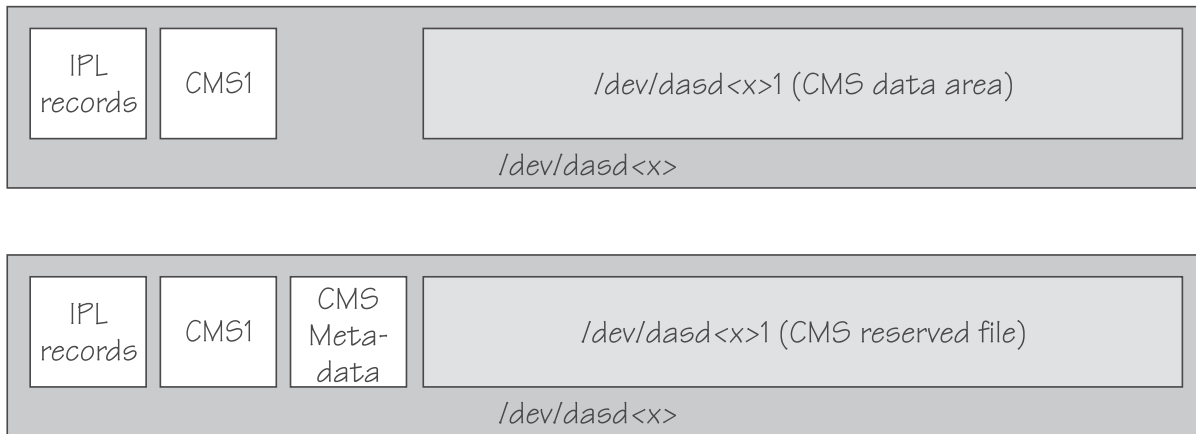 IPL
records
CMS1
/dev/dasd<x>1 (CMS data area)
/dev/dasd<x>
IPL
records
CMS1
CMS
Meta-
data
/dev/dasd<x>1 (CMS reserved file)
/dev/dasd<x>